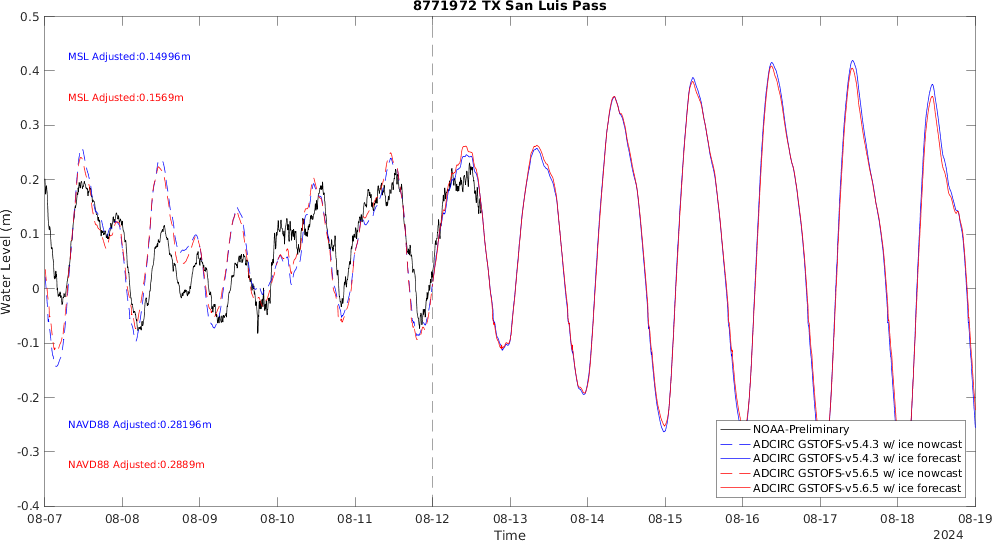 8771972 TX San Luis Pass
0.5
0.4
0.3
0.2
0.1
0
-0.1
-0.2
-0.3
-0.4
Water Level (m)
MSL Adjusted:0.14996m
MSL Adjusted:0.1569m
NAVD88 Adjusted:0.28196m
NAVD88 Adjusted:0.2889m
NOAA-Preliminary
ADCIRC GSTOFS-v5.4.3 w/ ice nowcast
ADCIRC GSTOFS-v5.4.3 w/ ice forecast
ADCIRC GSTOFS-v5.6.5 w/ ice nowcast
ADCIRC GSTOFS-v5.6.5 w/ ice forecast
08-07 08-08 08-09 08-10 08-11 08-12 08-13 08-14 08-15 08-16 08-17 08-18 08-19
Time
2024